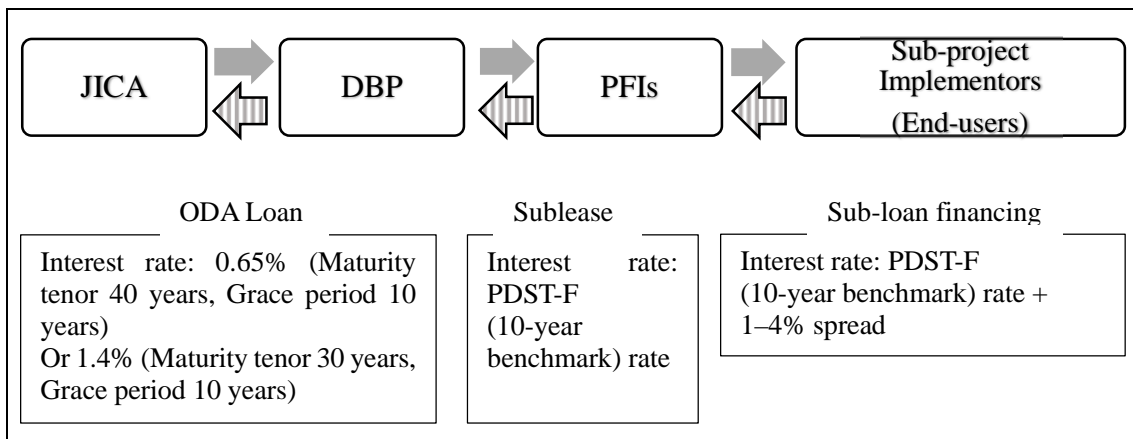 JICA
DBP
PFIs
Sub-project
Implementors
(End-users)
ODA Loan
Interest rate: 0.65% (Maturity
tenor 40 years, Grace period 10
years)
Or 1.4% (Maturity tenor 30 years,
Grace period 10 years)
Sublease
Interest rate:
PDST-F
(10-year
benchmark) rate
Sub-loan financing
Interest rate: PDST-F
(10-year benchmark) rate +
1–4% spread